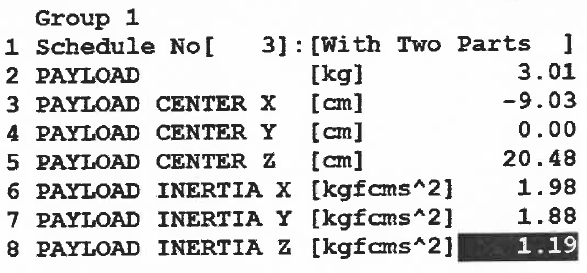 Group 1
1 Schedule No[ 3]:[With Two Parts ]
2 PAYLOAD [kg] 3.01
3 PAYLOAD CENTER X [cm] -9.03
4 PAYLOAD CENTER Y [cm] 0.00
5 PAYLOAD CENTER Z [cm] 20.48
6 PAYLOAD INERTIA X [kgfcms^2] 1.98
7 PAYLOAD INERTIA Y [kgfcms^2] 1.88
8 PAYLOAD INERTIA Z [kgfcms^2] 1.19